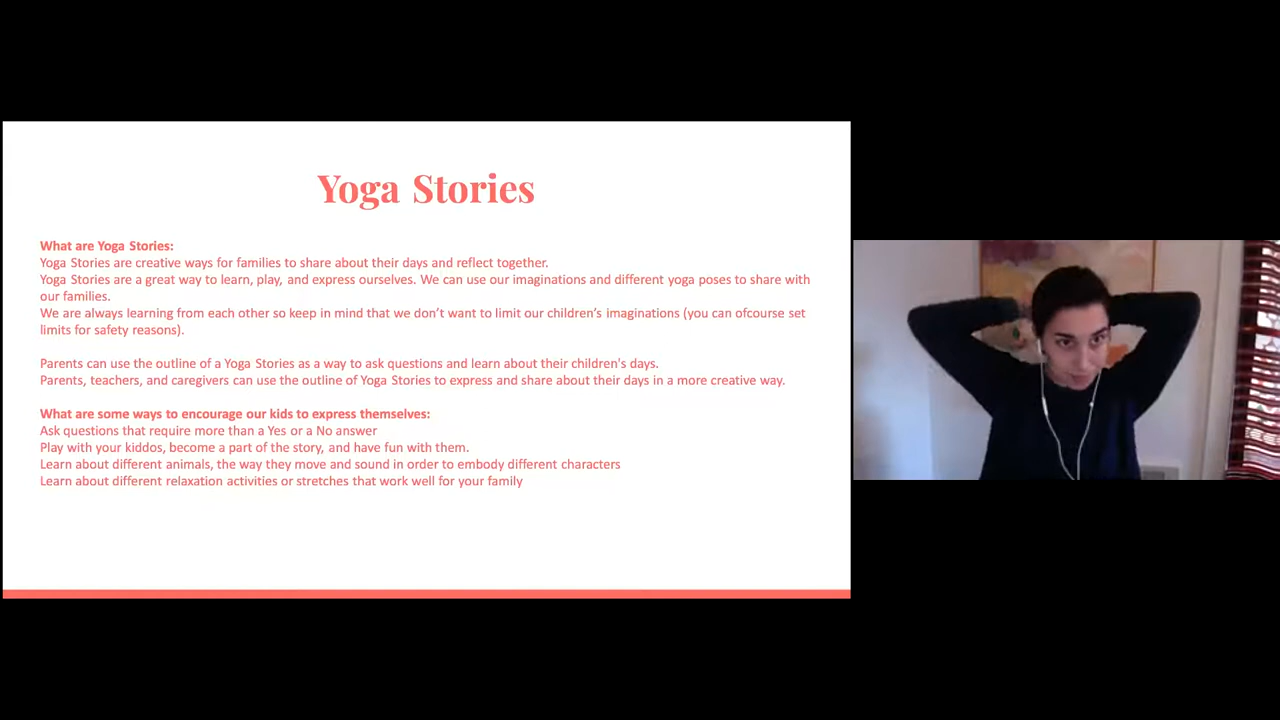 Yoga Stories
What are Yoga Stories:
Yoga Stories are creative ways for families to share about their days and reflect together.
Yoga Stories are a great way to learn, play, and express ourselves. We can use our imaginations and different yoga poses to share with
our families.
We are always learning from each other so keep in mind that we don’t want to limit our children’s imaginations (you can ofcourse set
limits for safety reasons).
Parents can use the outline of a Yoga Stories as a way to ask questions and learn about their children's days.
Parents, teachers, and caregivers can use the outline of Yoga Stories to express and share about their days in a more creative way.
What are some ways to encourage our kids to express themselves:
Ask questions that require more than a Yes or a No answer
Play with your kiddos, become a part of the story, and have fun with them.
Learn about different animals, the way they move and sound in order to embody different characters
Learn about different relaxation activities or stretches that work well for your family